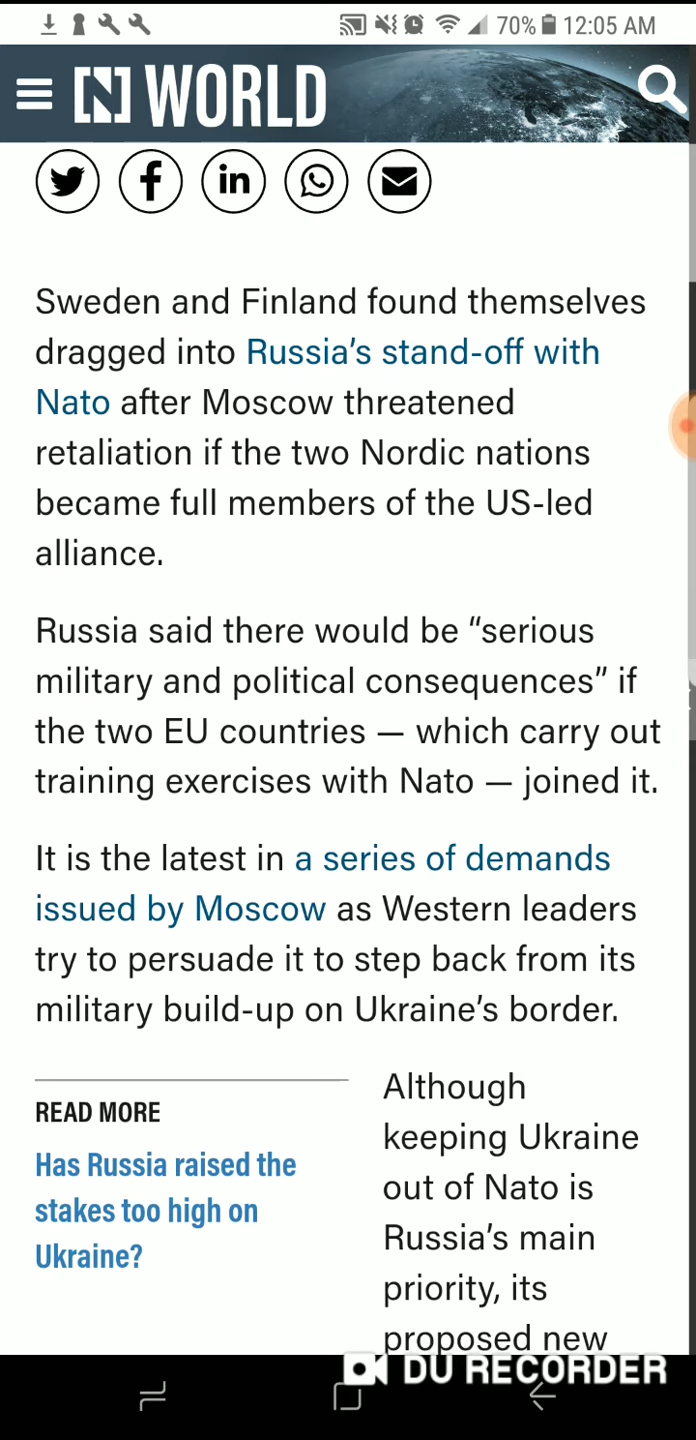 70% 12:05 AM
[N] WORLD
Sweden and Finland found themselves
dragged into Russia’s stand-off with
Nato after Moscow threatened
retaliation if the two Nordic nations
became full members of the US-led
alliance.
Russia said there would be “serious
military and political consequences” if
the two EU countries — which carry out
training exercises with Nato — joined it.
It is the latest in a series of demands
issued by Moscow as Western leaders
try to persuade it to step back from its
military build-up on Ukraine’s border.
READ MORE
Has Russia raised the
stakes too high on
Ukraine?
Although
keeping Ukraine
out of Nato is
Russia’s main
priority, its
proposed new
DU RECORDER